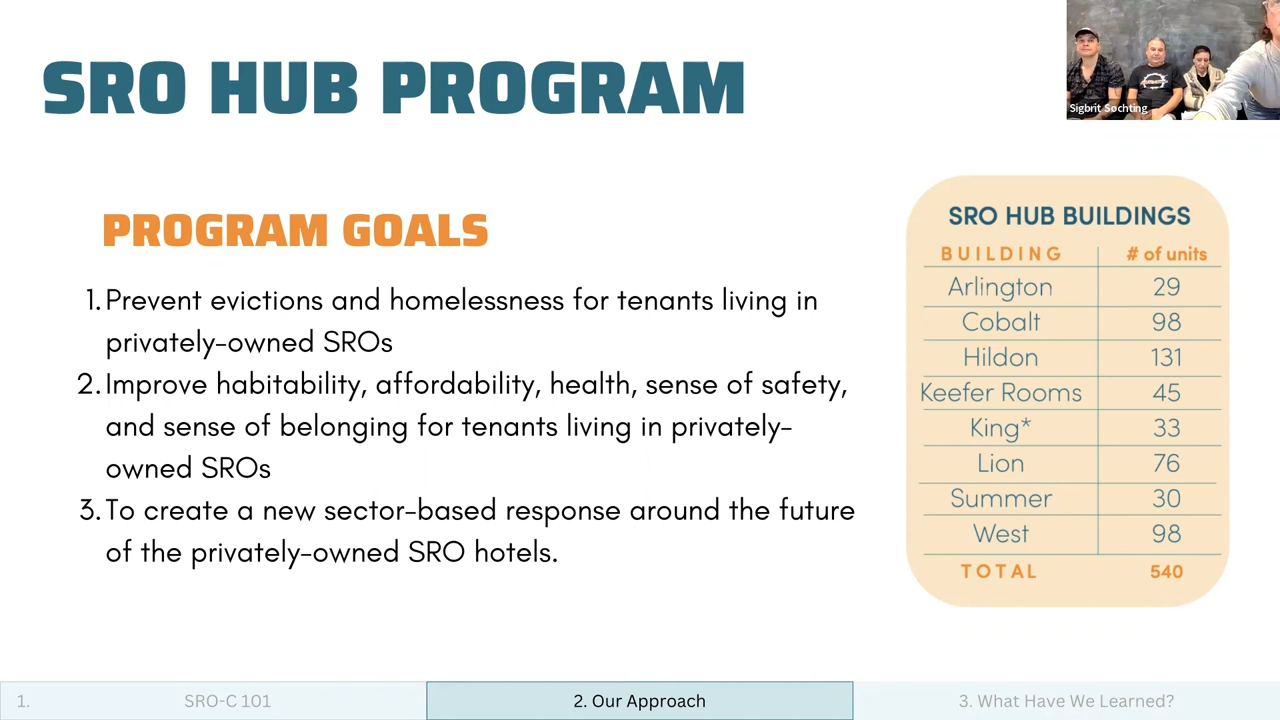 SRO HUB PROGRAM
Sigbrit Søchting
PROGRAM GOALS
1. Prevent evictions and homelessness for tenants living in
privately-owned SROs
2. Improve habitability, affordability, health, sense of safety,
and sense of belonging for tenants living in privately-
owned SROs
3. To create a new sector-based response around the future
of the privately-owned SRO hotels.
SRO HUB BUILDINGS
BUILDING # of units
Arlington 29
Cobalt 98
Hildon 131
Keefer Rooms 45
King* 33
Lion 76
Summer 30
West 98
TOTAL 540
1. SRO-C 101
2. Our Approach
3. What Have We Learned?